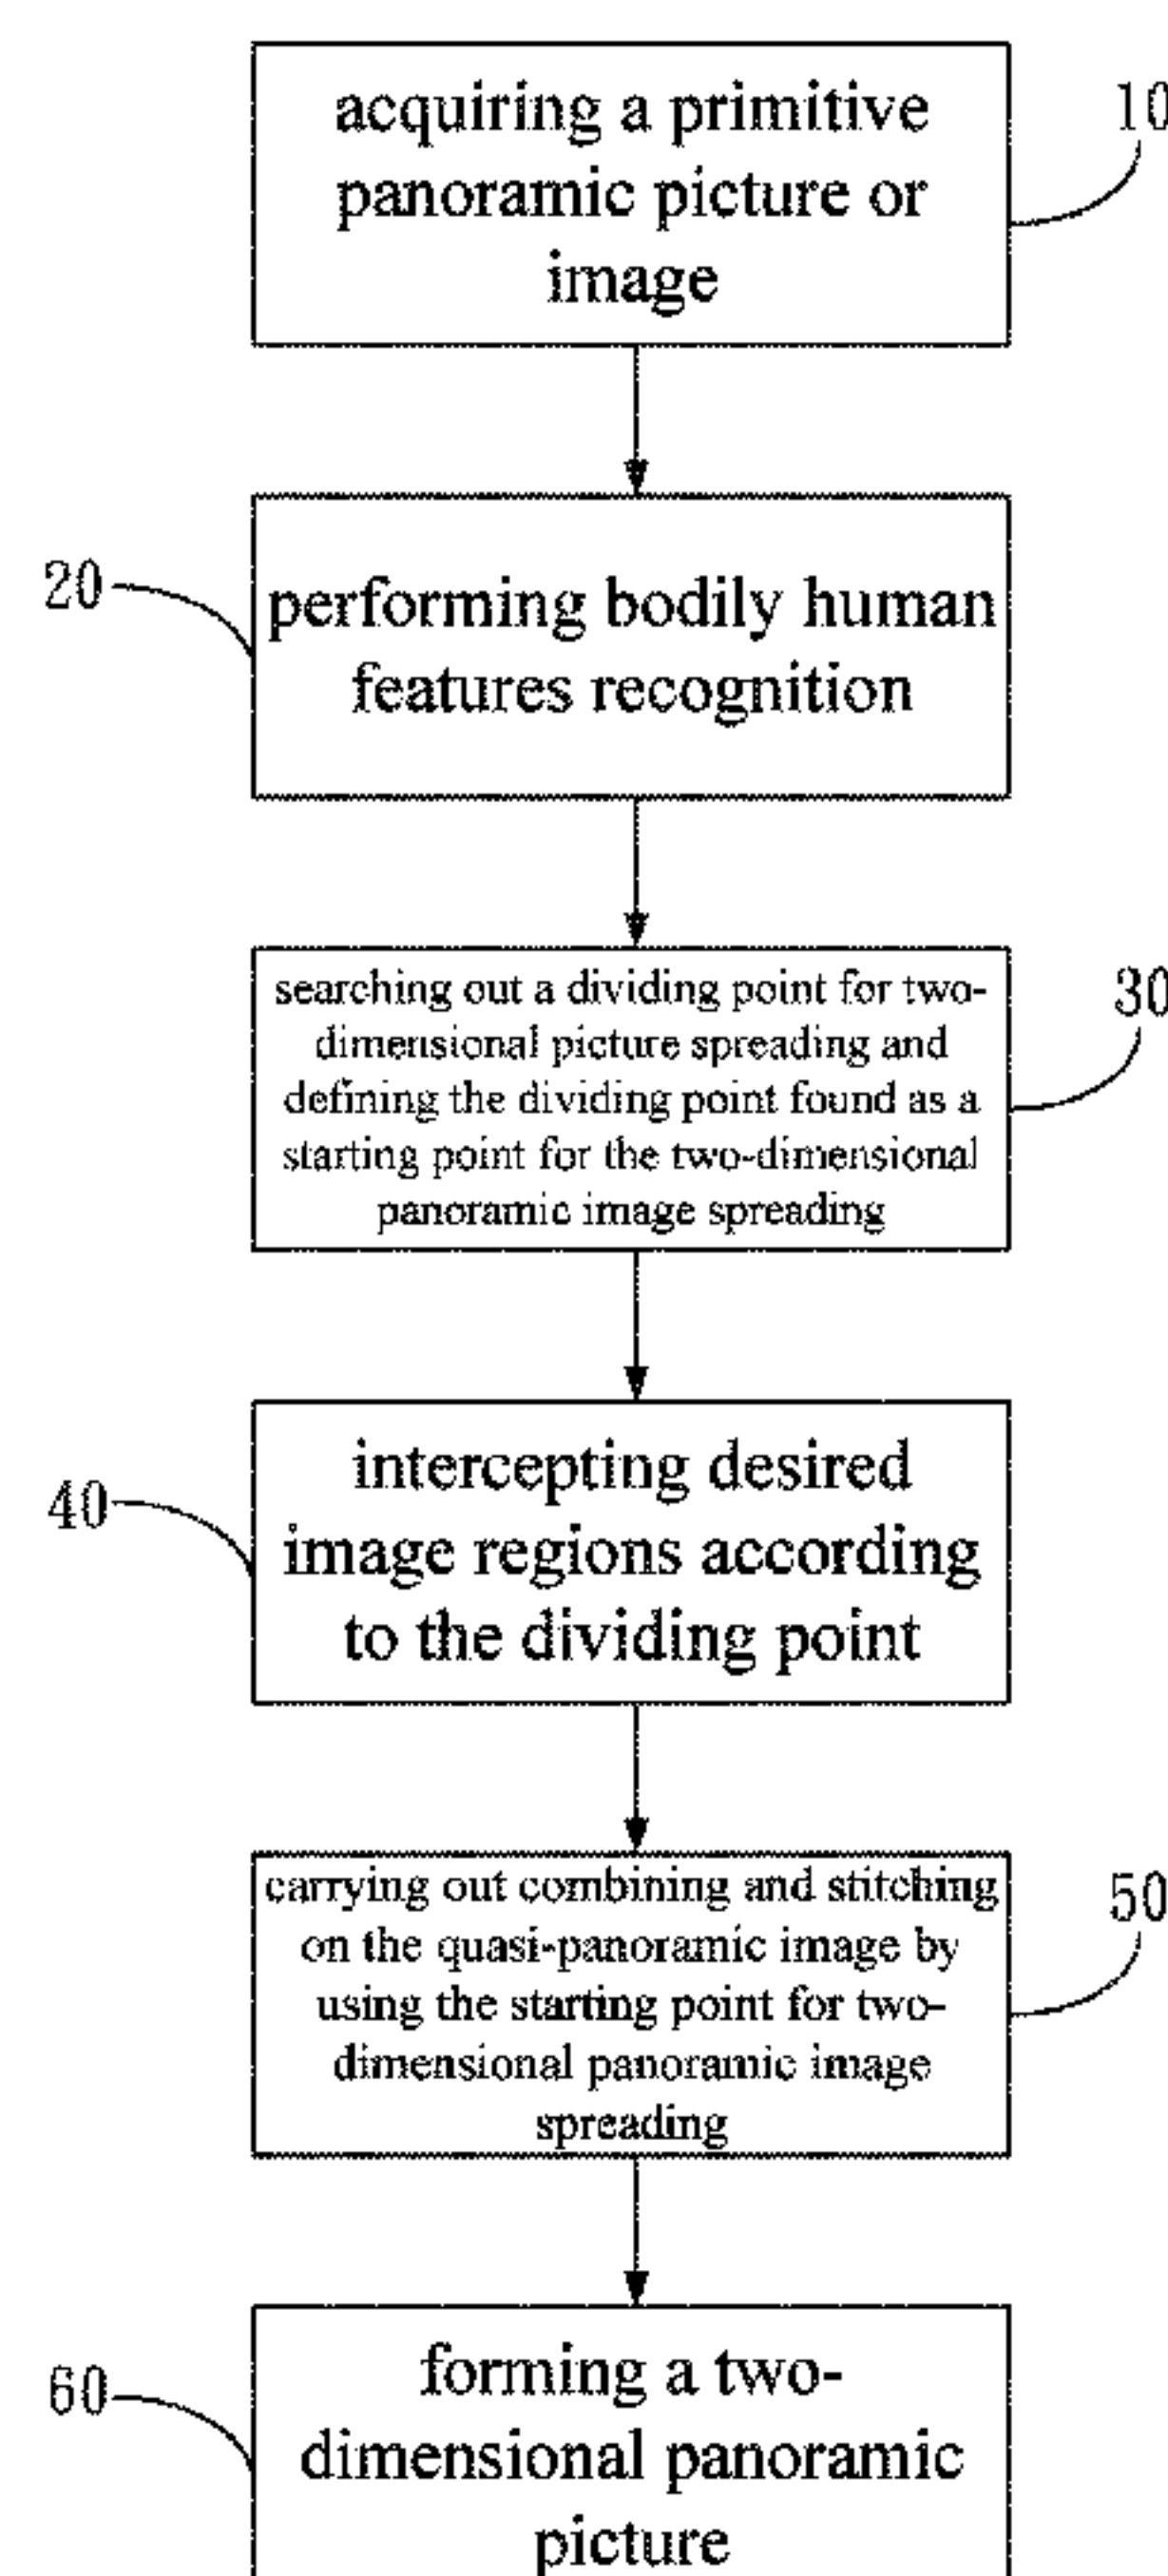 acquiring a primitive
panoramic picture or
image
10
performing bodily human
features recognition
20
searching out a dividing point for two-
dimensional picture spreading and
defining the dividing point found as a
starting point for the two-dimensional
panoramic image spreading
30
intercepting desired
image regions according
to the dividing point
40
carrying out combining and stitching
on the quasi-panoramic image by
using the starting point for two-
dimensional panoramic image
spreading
50
forming a two-
dimensional panoramic
picture
60